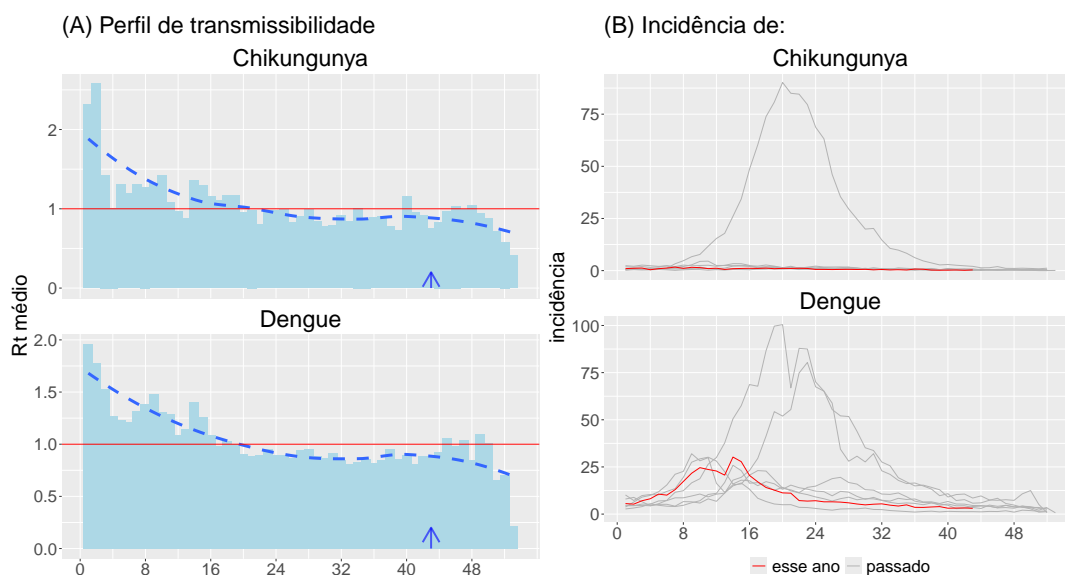 (A) Perfil de transmissibilidade
Chikungunya
2
1
0
Dengue
2.0
1.5
1.0
0.5
0.0
0 8 16 24 32 40 48
Rt médio
(B) Incidência de:
Chikungunya
75
50
25
0
Dengue
100
75
50
25
0
0 8 16 24 32 40 48
incidência
esse ano passado